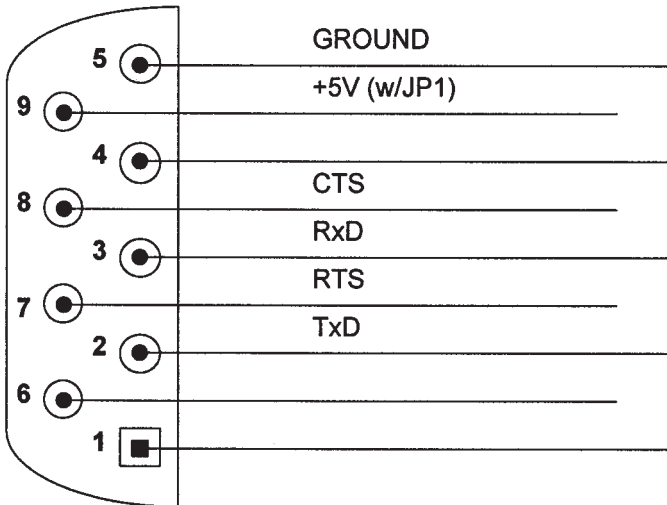 5 GROUND
9 +5V (w/JP1)
4
8 CTS
3 RxD
7 RTS
2 TxD
6
1